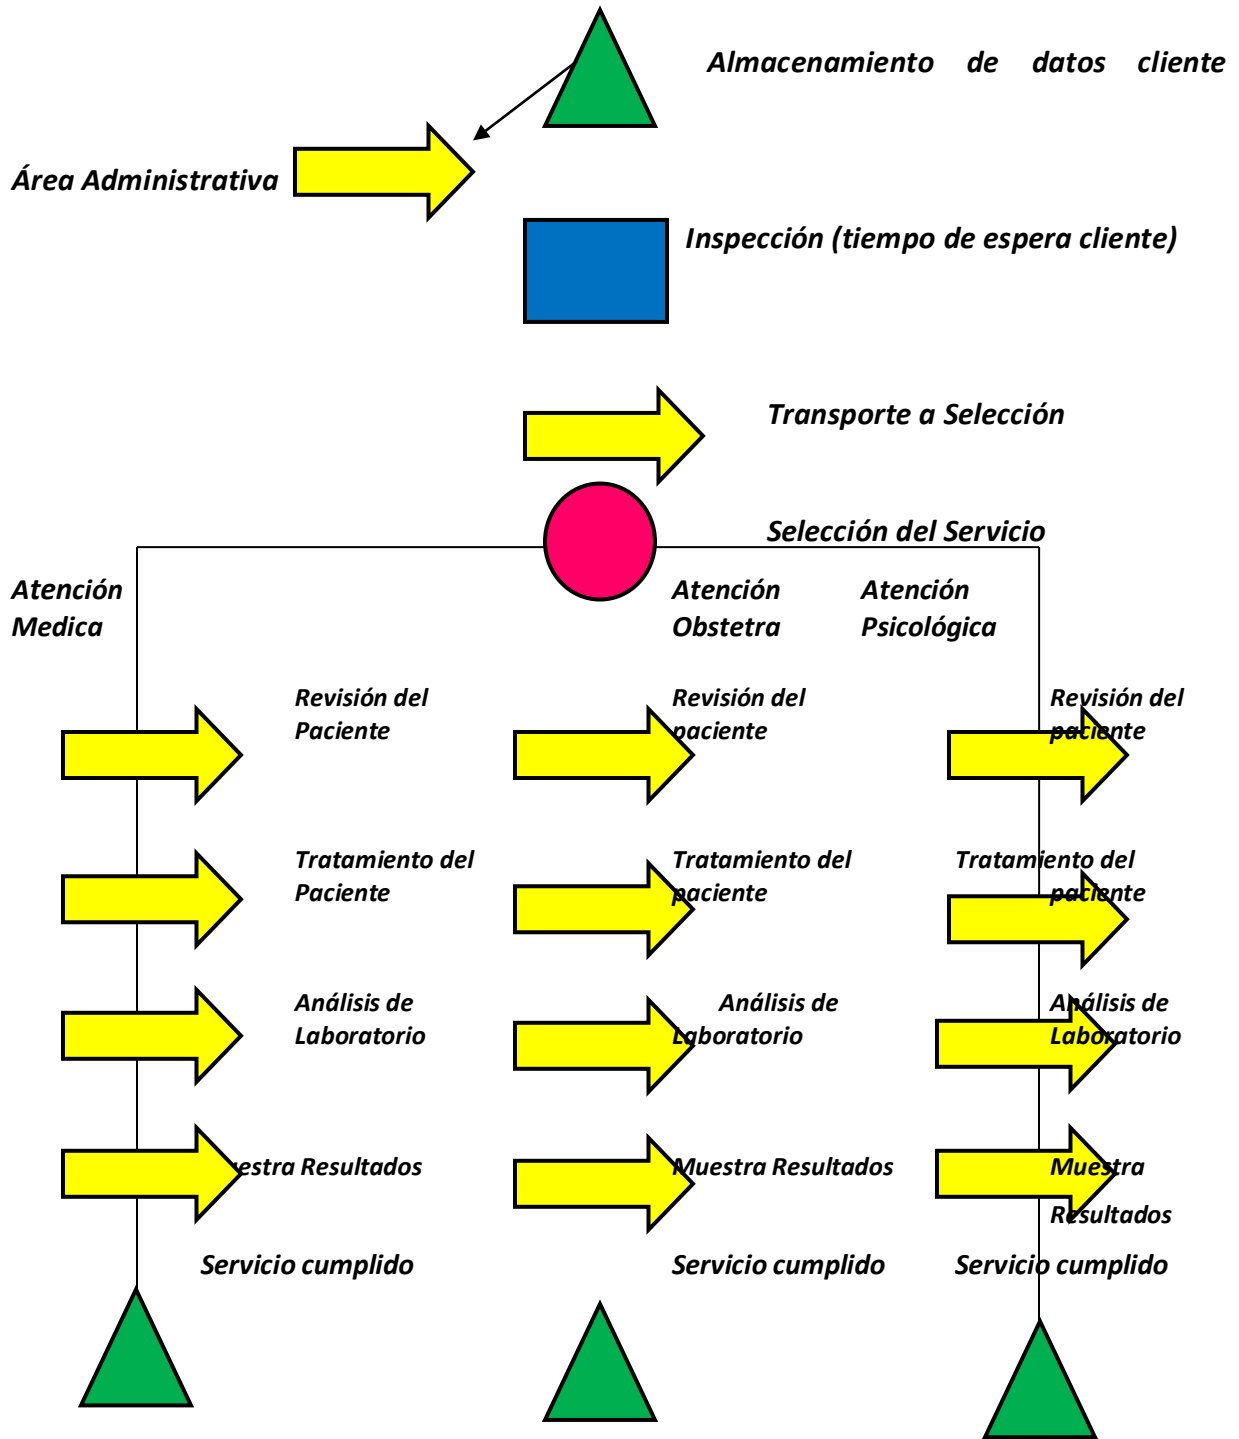 Almacenamiento de datos cliente
Área Administrativa
Inspección (tiempo de espera cliente)
Transporte a Selección
Selección del Servicio
Atención
Medica
Atención
Obstetra
Atención
Psicológica
Revisión del
Paciente
Revisión del
paciente
Revisión del
paciente
Tratamiento del
Paciente
Tratamiento del
paciente
Tratamiento del
paciente
Análisis de
Laboratorio
Análisis de
Laboratorio
Análisis de
Laboratorio
Resultados
Muestra Resultados
Muestra
Resultados
Servicio cumplido
Servicio cumplido
Servicio cumplido